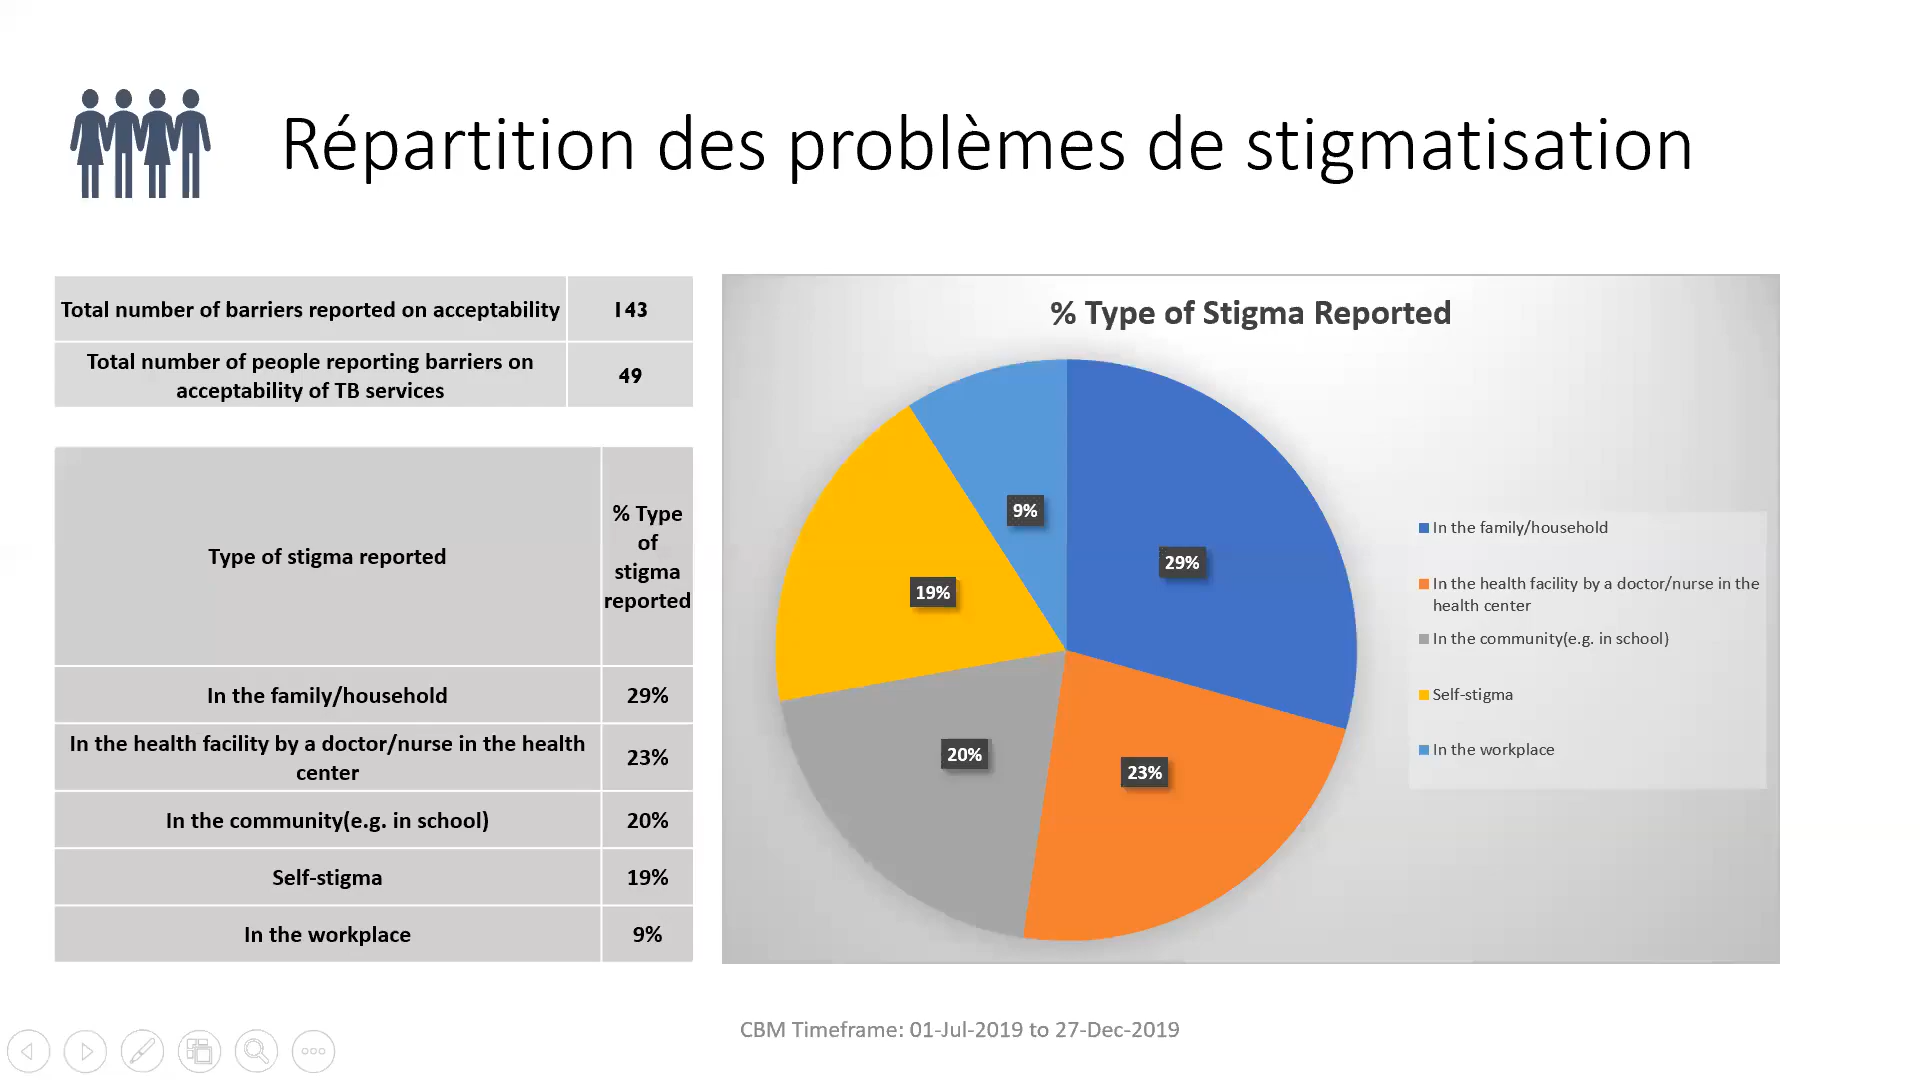 Répartition des problèmes de stigmatisation
Total number of barriers reported on acceptability
143
Total number of people reporting barriers on
acceptability of TB services
49
Type of stigma reported
% Type
of
stigma
reported
In the family/household
29%
In the health facility by a doctor/nurse in the health
center
23%
In the community(e.g. in school)
20%
Self-stigma
19%
In the workplace
9%
% Type of Stigma Reported
9%
29%
19%
20%
23%
In the family/household
In the health facility by a doctor/nurse in the
health center
In the community(e.g. in school)
Self-stigma
In the workplace
CBM Timeframe: 01-Jul-2019 to 27-Dec-2019